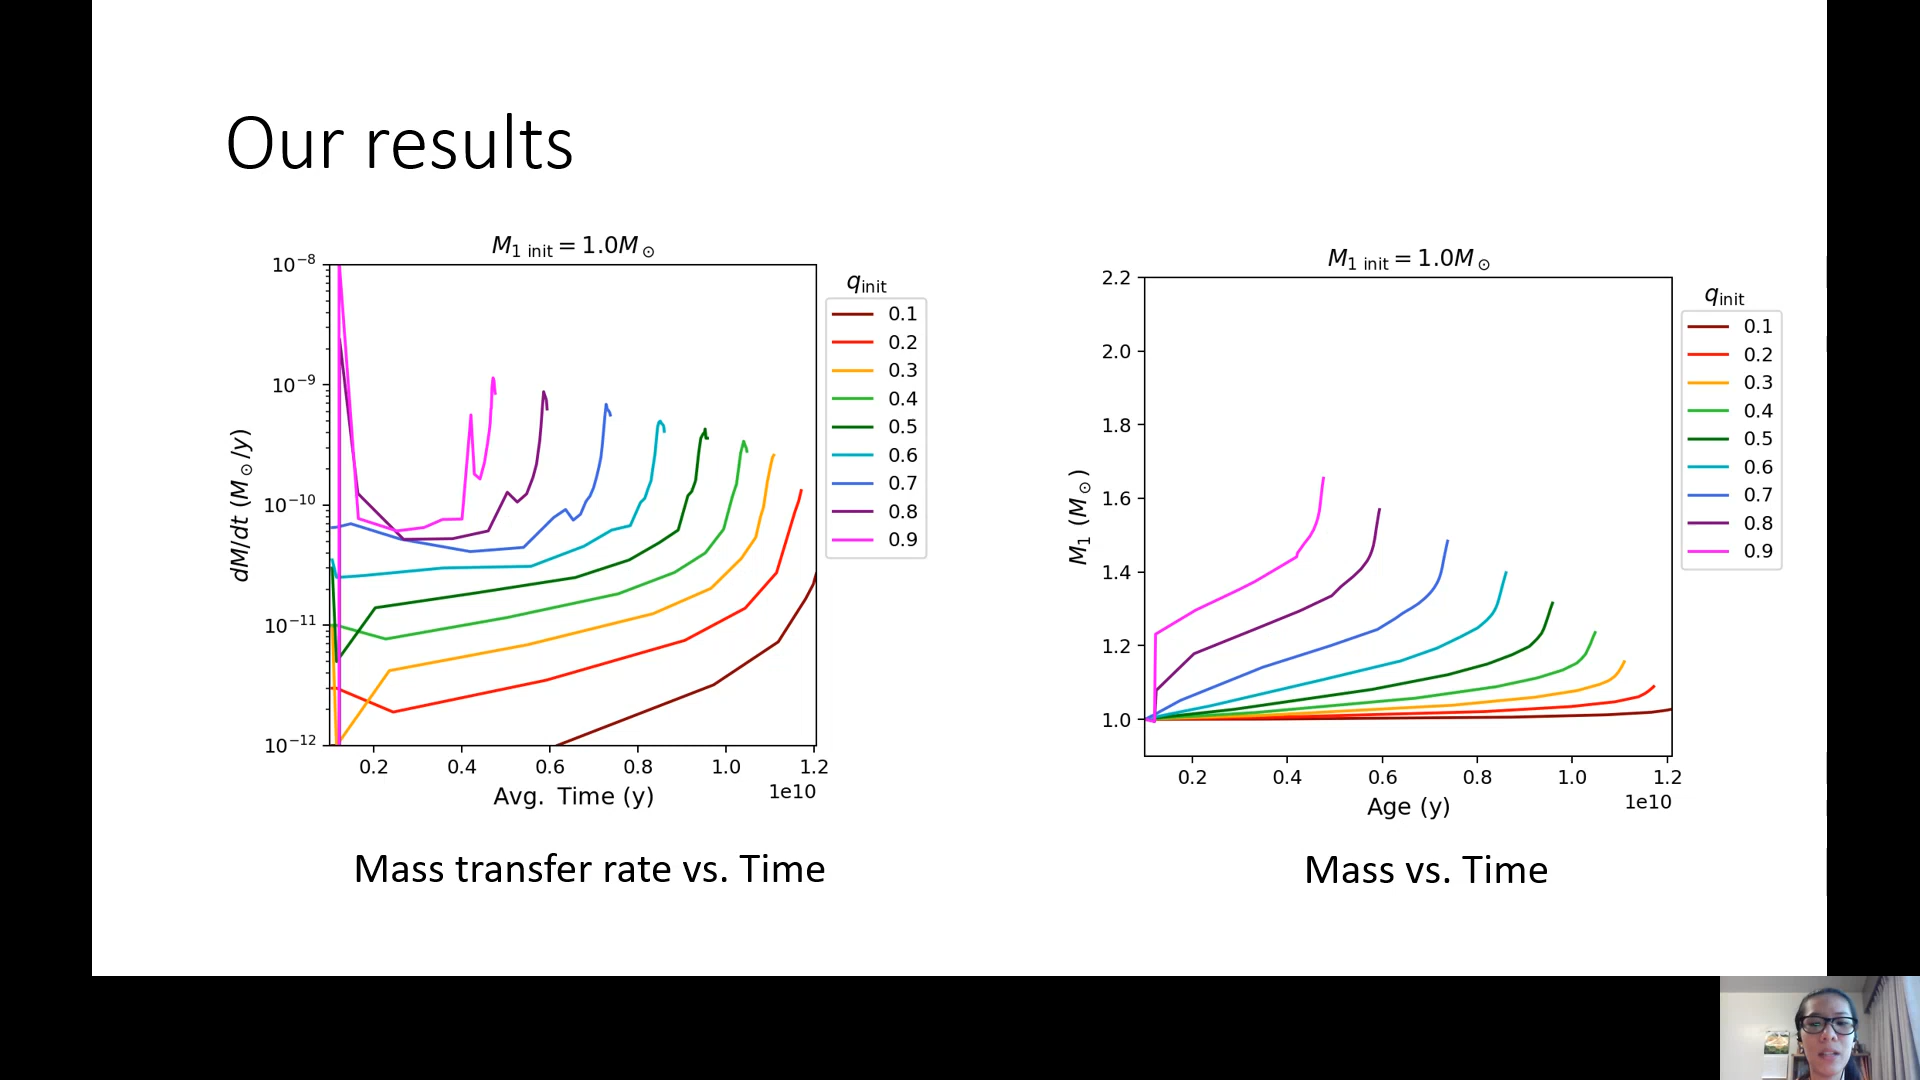 Our results
M1 init = 1.0M⊙
10−8
10−9
10−10
10−11
10−12
dM/dt (M⊙/y)
0.2 0.4 0.6 0.8 1.0 1.2
1e10
Avg. Time (y)
qinit
0.1
0.2
0.3
0.4
0.5
0.6
0.7
0.8
0.9
Mass transfer rate vs. Time
M1 init = 1.0M⊙
2.2
2.0
1.8
1.6
1.4
1.2
1.0
M1 (M⊙)
0.2 0.4 0.6 0.8 1.0 1.2
1e10
Age (y)
qinit
0.1
0.2
0.3
0.4
0.5
0.6
0.7
0.8
0.9
Mass vs. Time